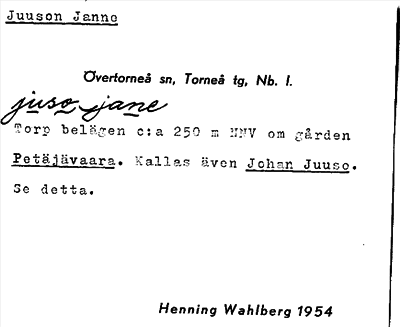 Juuson Janne
Övertorneå sn, Torneå tg, Nb. l.
juso jane
Torp belägen c:a 250 m NNV om gården
Petäjävaara. Kallas även Johan Juuso.
Se detta.
Henning Wahlberg 1954